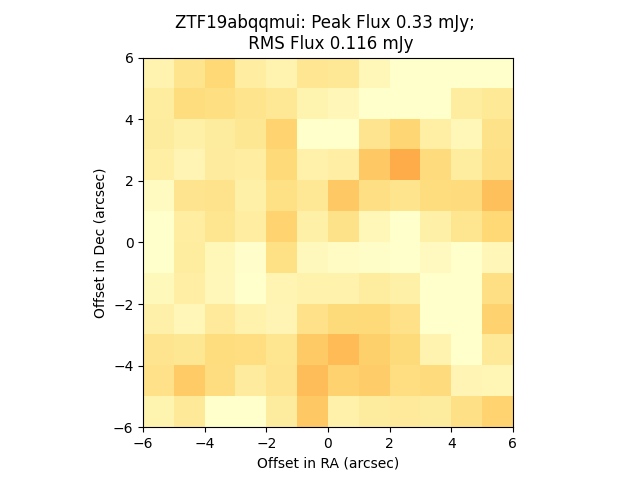 ZTF19abqqmui: Peak Flux 0.33 mJy;
RMS Flux 0.116 mJy
6
4
2
0
−2
−4
−6
Offset in Dec (arcsec)
−6 −4 −2 0 2 4 6
Offset in RA (arcsec)